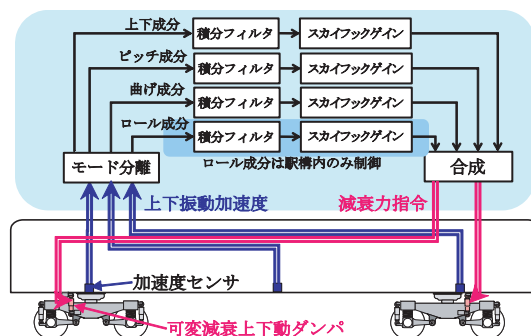 上下成分
積分フィルタ
スカイフックゲイン
ピッチ成分
積分フィルタ
スカイフックゲイン
曲げ成分
積分フィルタ
スカイフックゲイン
ロール成分
積分フィルタ
スカイフックゲイン
ロール成分は駅構内のみ制御
モード分離
合成
上下振動加速度
減衰力指令
加速度センサ
可変減衰上下動ダンパ